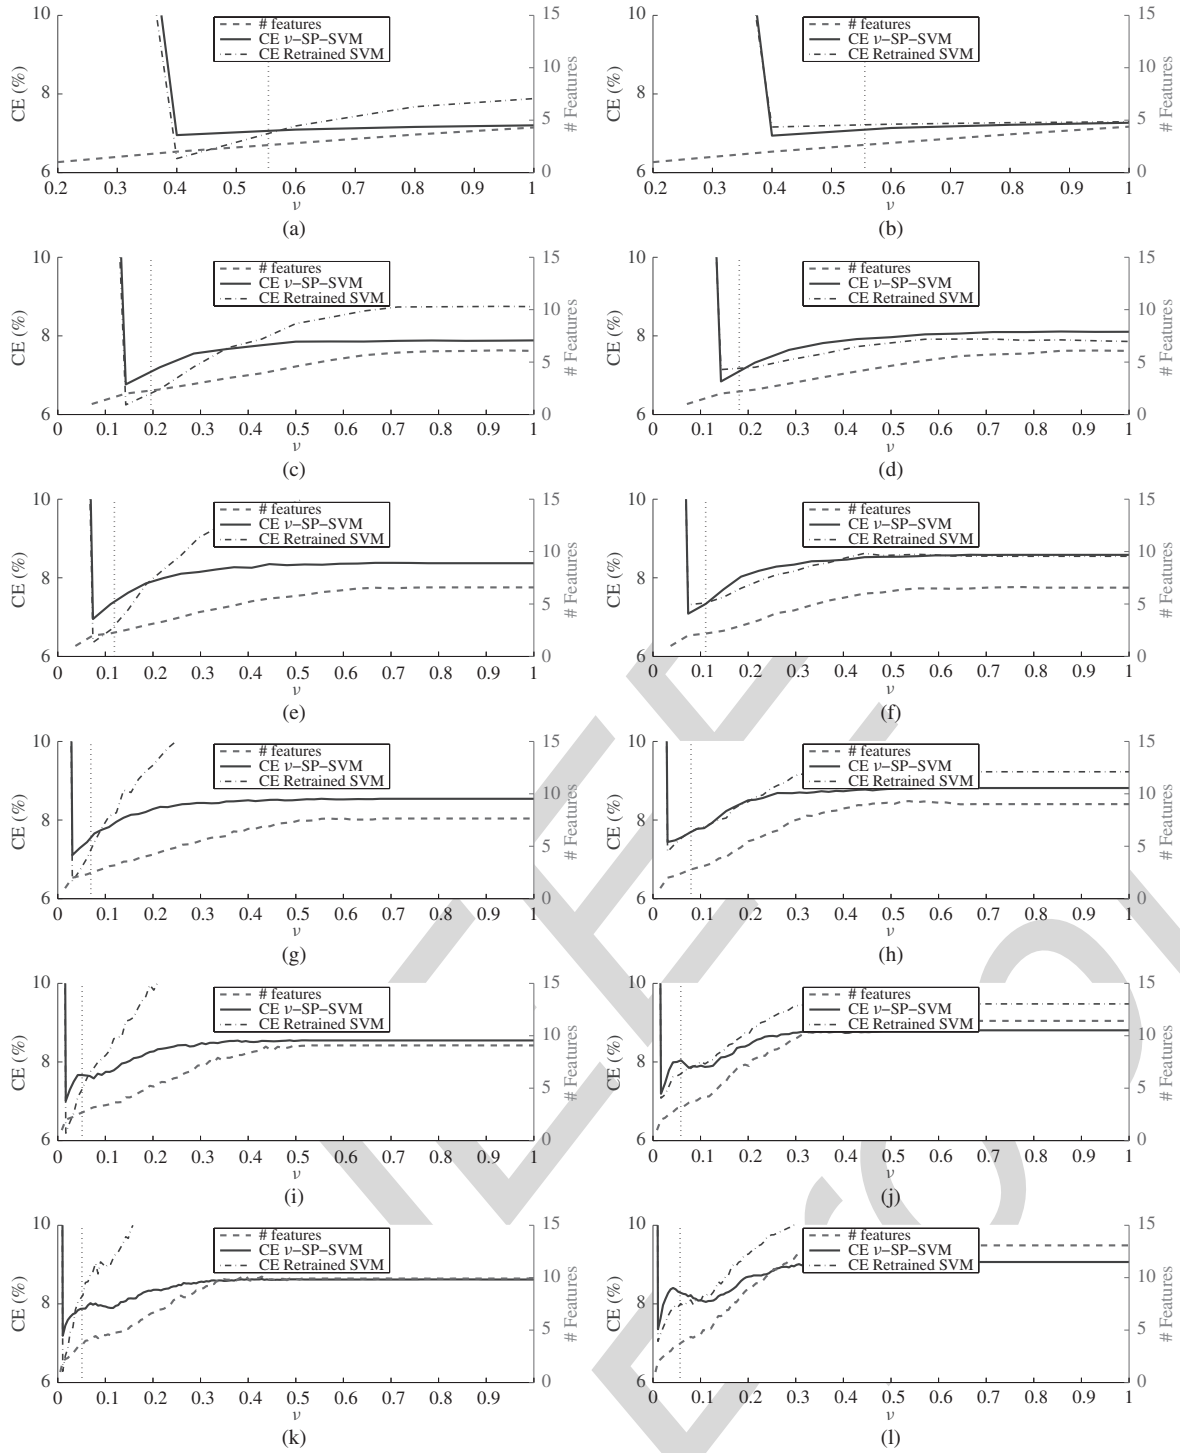 10
8
6
CE (%)
# features
CE ν−SP−SVM
CE Retrained SVM
15
10
5
0
# Features
0.2 0.3 0.4 0.5 0.6 0.7 0.8 0.9 1
ν
(a)
10
8
6
CE (%)
# features
CE ν−SP−SVM
CE Retrained SVM
15
10
5
0
# Features
0.2 0.3 0.4 0.5 0.6 0.7 0.8 0.9 1
ν
(b)
10
8
6
CE (%)
# features
CE ν−SP−SVM
CE Retrained SVM
15
10
5
0
# Features
0 0.1 0.2 0.3 0.4 0.5 0.6 0.7 0.8 0.9 1
ν
(c)
10
8
6
CE (%)
# features
CE ν−SP−SVM
CE Retrained SVM
15
10
5
0
# Features
0 0.1 0.2 0.3 0.4 0.5 0.6 0.7 0.8 0.9 1
ν
(d)
10
8
6
CE (%)
# features
CE ν−SP−SVM
CE Retrained SVM
15
10
5
0
# Features
0 0.1 0.2 0.3 0.4 0.5 0.6 0.7 0.8 0.9 1
ν
(e)
10
8
6
CE (%)
# features
CE ν−SP−SVM
CE Retrained SVM
15
10
5
0
# Features
0 0.1 0.2 0.3 0.4 0.5 0.6 0.7 0.8 0.9 1
ν
(f)
10
8
6
CE (%)
# features
CE ν−SP−SVM
CE Retrained SVM
15
10
5
0
# Features
0 0.1 0.2 0.3 0.4 0.5 0.6 0.7 0.8 0.9 1
ν
(g)
10
8
6
CE (%)
# features
CE ν−SP−SVM
CE Retrained SVM
15
10
5
0
# Features
0 0.1 0.2 0.3 0.4 0.5 0.6 0.7 0.8 0.9 1
ν
(h)
10
8
6
CE (%)
# features
CE ν−SP−SVM
CE Retrained SVM
15
10
5
0
# Features
0 0.1 0.2 0.3 0.4 0.5 0.6 0.7 0.8 0.9 1
ν
(i)
10
8
6
CE (%)
# features
CE ν−SP−SVM
CE Retrained SVM
15
10
5
0
# Features
0 0.1 0.2 0.3 0.4 0.5 0.6 0.7 0.8 0.9 1
ν
(j)
10
8
6
CE (%)
# features
CE ν−SP−SVM
CE Retrained SVM
15
10
5
0
# Features
0 0.1 0.2 0.3 0.4 0.5 0.6 0.7 0.8 0.9 1
ν
(k)
10
8
6
CE (%)
# features
CE ν−SP−SVM
CE Retrained SVM
15
10
5
0
# Features
0 0.1 0.2 0.3 0.4 0.5 0.6 0.7 0.8 0.9 1
ν
(l)